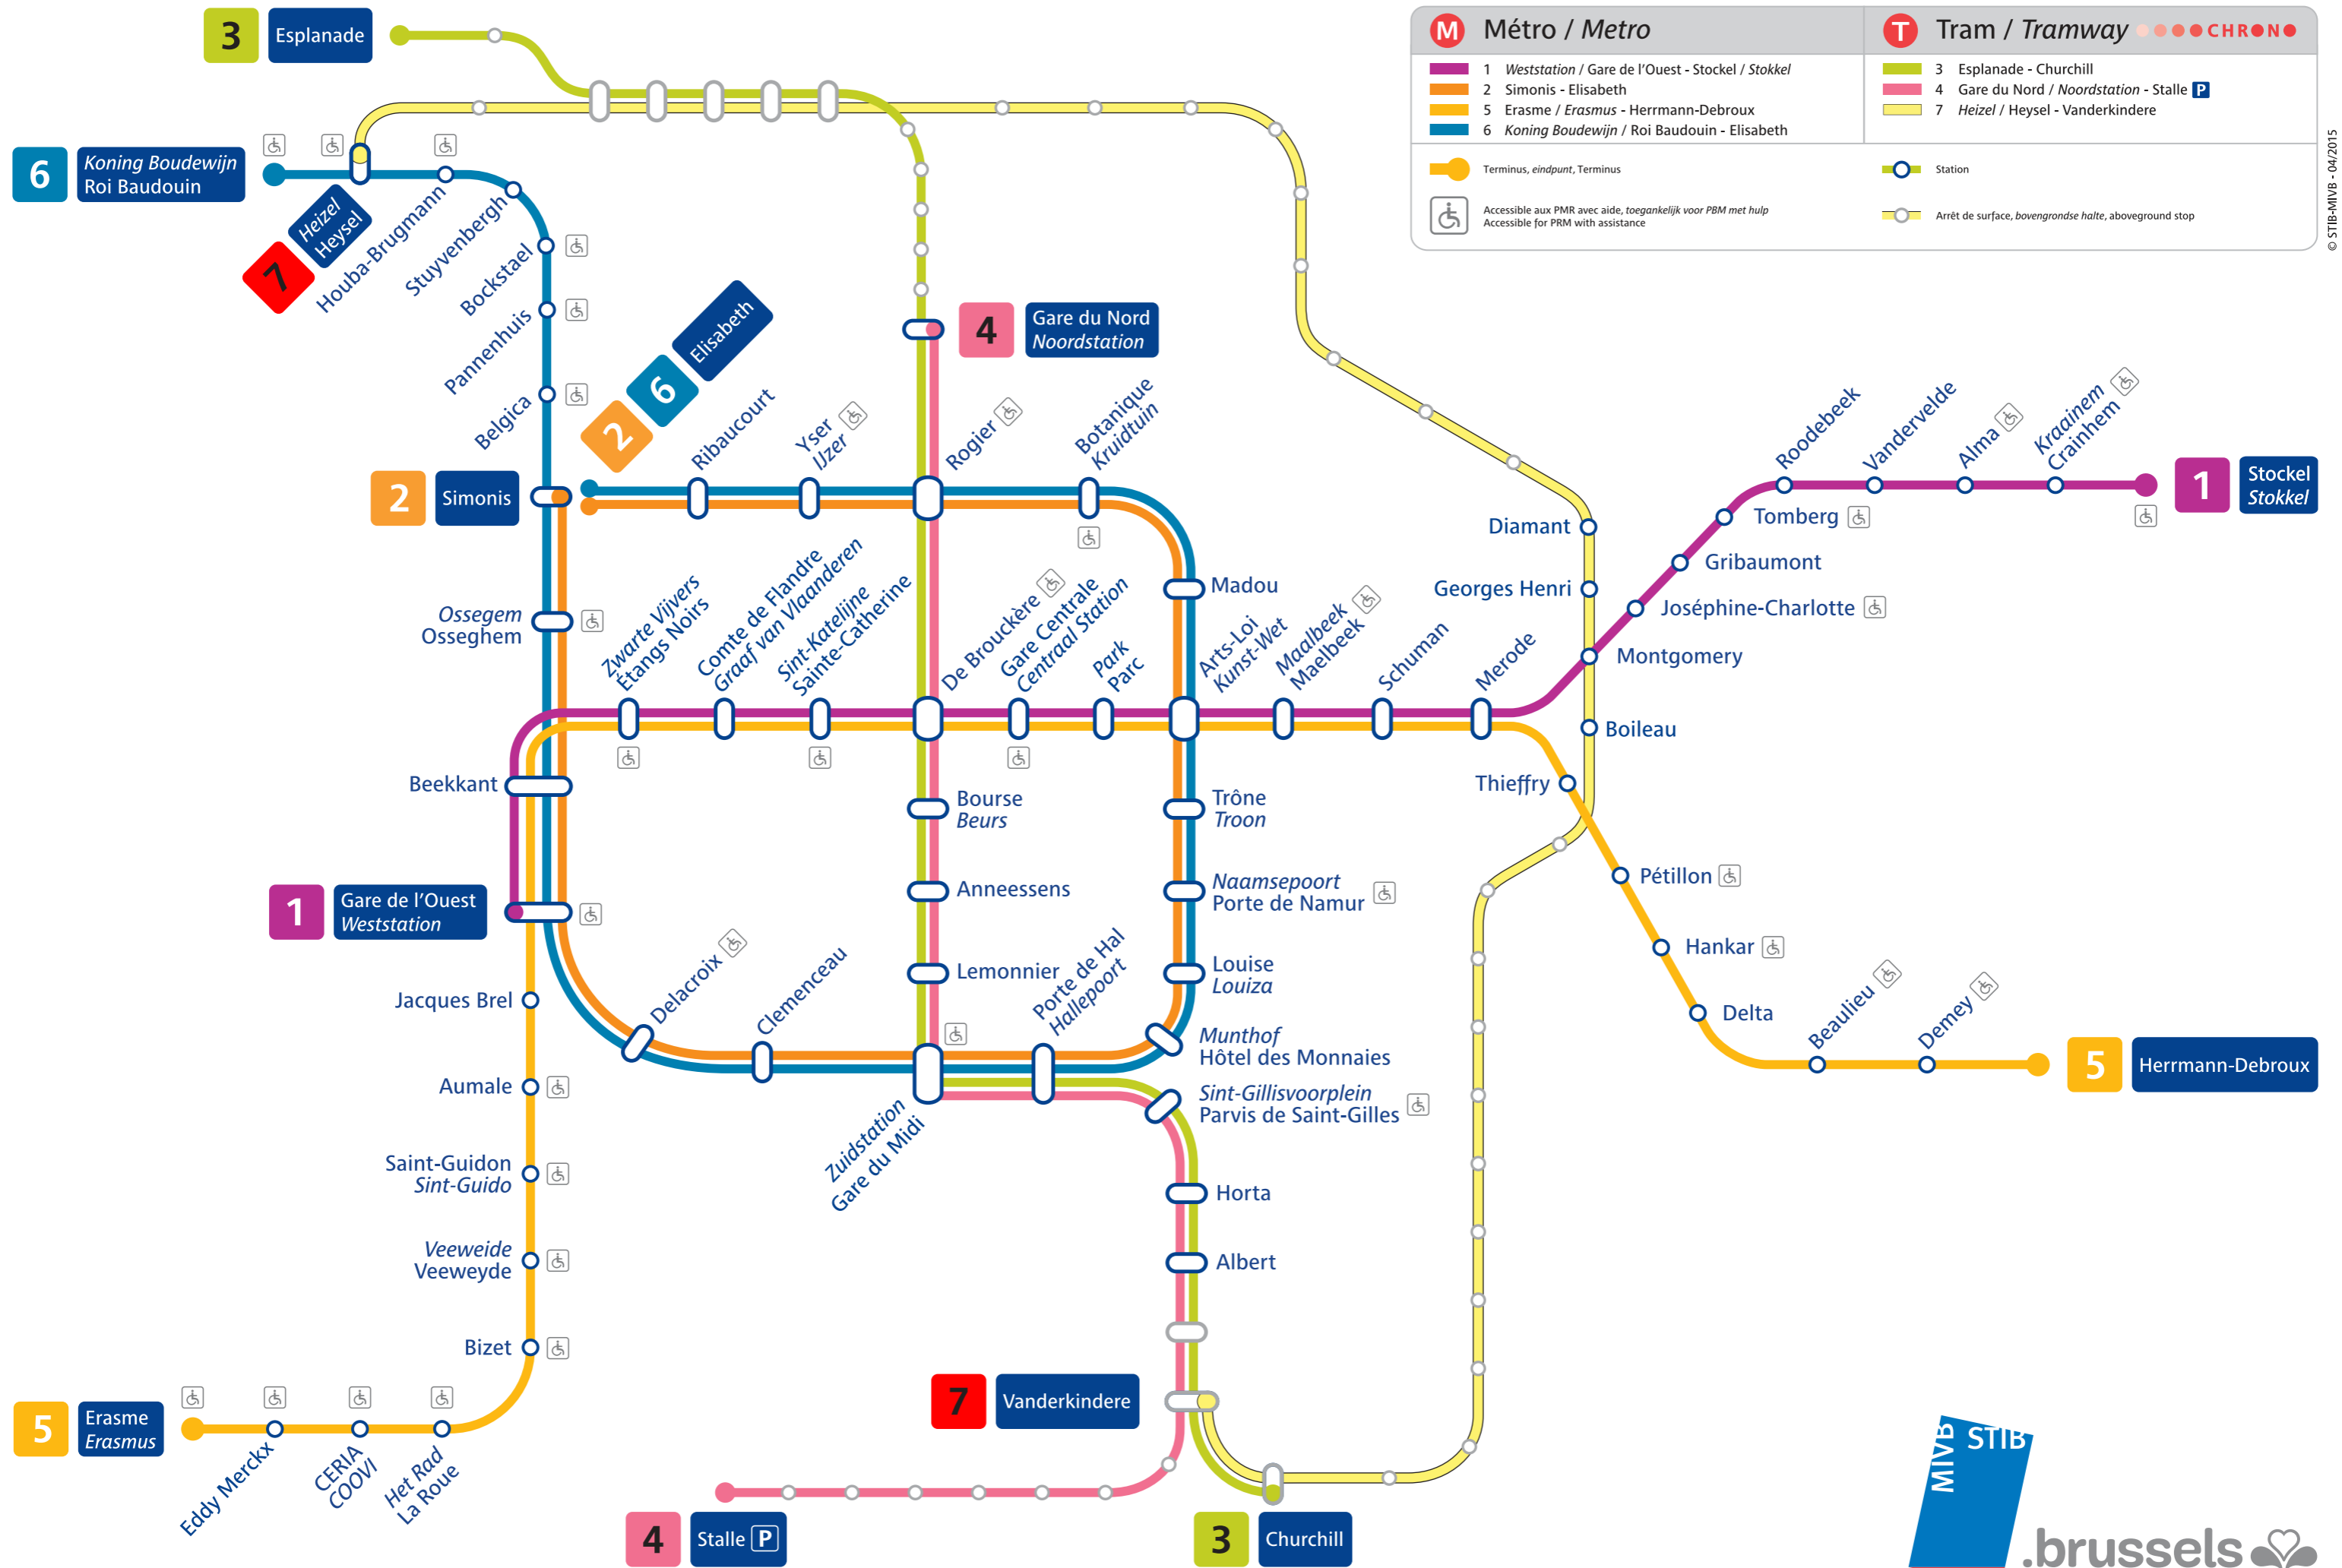 3 Esplanade
M Métro / Metro
1 Weststation / Gare de l'Ouest - Stockel / Stokkel
2 Simonis - Elisabeth
5 Erasme / Erasmus - Herrmann-Debroux
6 Koning Boudewijn / Roi Baudouin - Elisabeth
T Tram / Tramway CHRONO
3 Esplanade - Churchill
4 Gare du Nord / Noordstation - Stalle P
7 Heizel / Heysel - Vanderkindere
Terminus, eindpunt, Terminus
Station
Accessible aux PMR avec aide, toegankelijk voor PBM met hulp
Accessible for PRM with assistance
Arrêt de surface, bovengrondse halte, aboveground stop
© STIB-MIVB - 04/2015
6 Koning Boudewijn
Roi Baudouin
7 Heizel
Heysel
Houba-Brugmann
Stuyvenbergh
Bockstael
Pannenhuis
Belgica
2 6 Elisabeth
4 Gare du Nord
Noordstation
2 Simonis
Ribaucourt
Yser
IJzer
Rogier
Botanique
Kruidtuin
Roodebeek
Vandervelde
Alma
Kraainem
Crainhem
1 Stockel
Stokkel
Tomberg
Gribaumont
Joséphine-Charlotte
Montgomery
Diamant
Georges Henri
Boileau
Thieffry
Madou
Ossegem
Osseghem
Zwarte Vijvers
Étangs Noirs
Comte de Flandre
Graaf van Vlaanderen
Sint-Katelijne
Sainte-Catherine
De Brouckère
Gare Centrale
Centraal Station
Park
Parc
Arts-Loi
Kunst-Wet
Maalbeek
Maelbeek
Schuman
Merode
Beekkant
Bourse
Beurs
Trône
Troon
1 Gare de l'Ouest
Weststation
Anneessens
Naamsepoort
Porte de Namur
Pétillon
Hankar
Delta
Beaulieu
Demey
5 Herrmann-Debroux
Jacques Brel
Delacroix
Clemenceau
Lemonnier
Porte de Hal
Hallepoort
Louise
Louiza
Munthof
Hôtel des Monnaies
Sint-Gillisvoorplein
Parvis de Saint-Gilles
Zuidstation
Gare du Midi
Aumale
Saint-Guidon
Sint-Guido
Veeweide
Veeweyde
Bizet
Horta
Albert
7 Vanderkindere
5 Erasme
Erasmus
Eddy Merckx
CERIA
COOVI
Het Rad
La Roue
4 Stalle P
3 Churchill
MIVB STIB
.brussels